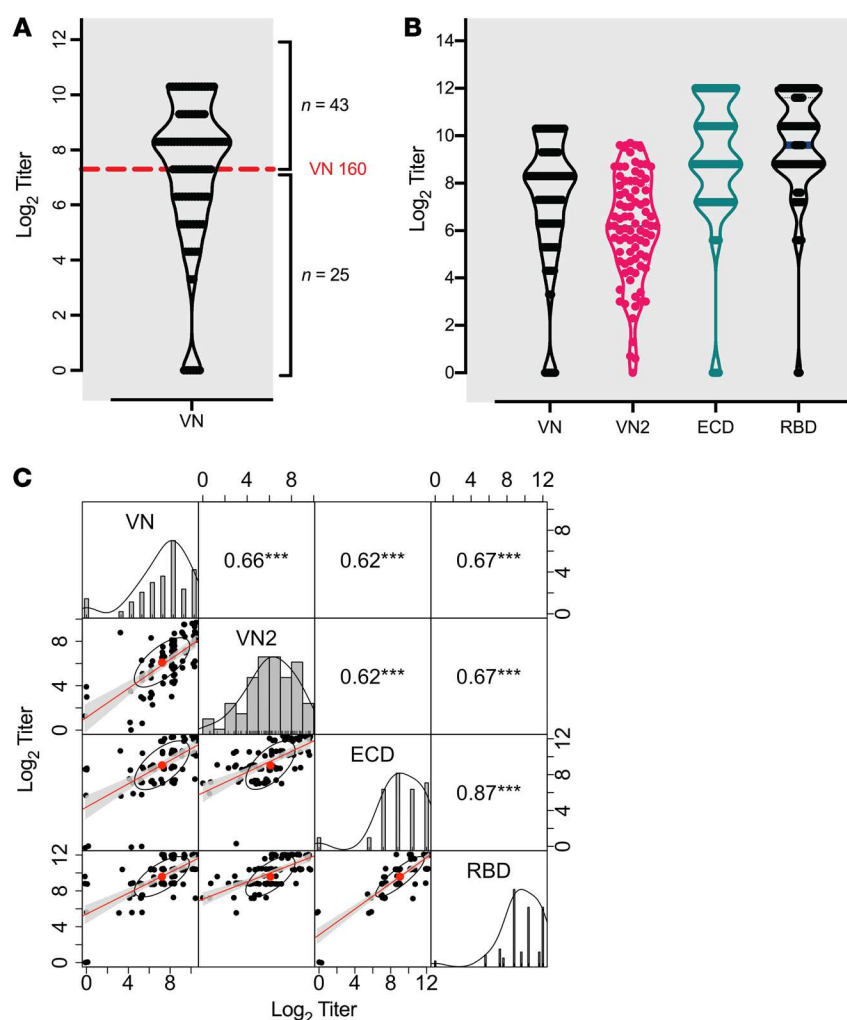 A
Log2 Titer
12
10
8
6
4
2
0
n = 43
VN 160
n = 25
VN
B
Log2 Titer
14
12
10
8
6
4
2
0
VN VN2 ECD RBD
C
0 4 8
0 4 8 12
VN
0.66***
0.62***
0.67***
0 4 8
0 4 8
VN2
0.62***
0.67***
Log2 Titer
ECD
0.87***
0 4 8 12
0 4 8 12
RBD
0 4 8
0 4 8 12
Log2 Titer